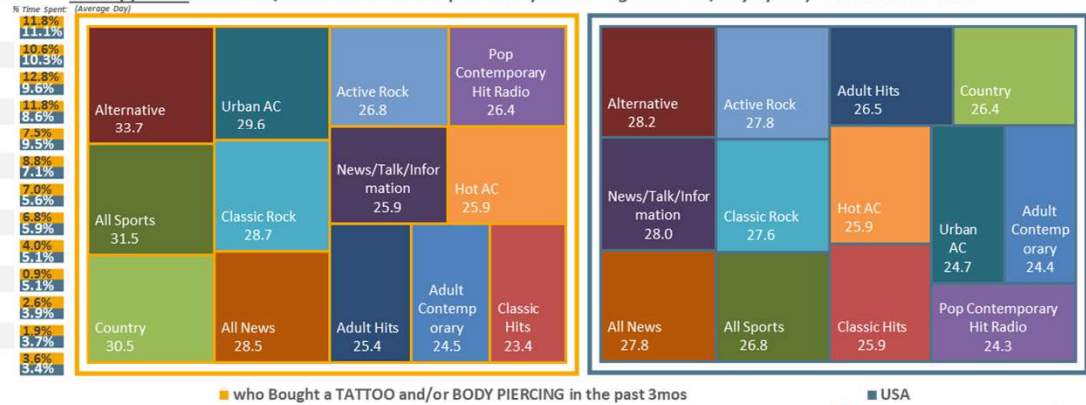 % Time Spent: (Average Day)
11.8%
11.1%
10.6%
10.3%
12.8%
9.6%
11.8%
8.6%
7.5%
9.5%
8.8%
7.1%
7.0%
5.6%
6.8%
5.9%
4.0%
5.1%
0.9%
5.1%
2.6%
3.9%
1.9%
3.7%
3.6%
3.4%
Alternative
33.7
Urban AC
29.6
Active Rock
26.8
Pop
Contemporary
Hit Radio
26.4
All Sports
31.5
Classic Rock
28.7
News/Talk/Infor
mation
25.9
Hot AC
25.9
Country
30.5
All News
28.5
Adult Hits
25.4
Adult
Contemp
orary
24.5
Classic
Hits
23.4
Alternative
28.2
Active Rock
27.8
Adult Hits
26.5
Country
26.4
News/Talk/Infor
mation
28.0
Classic Rock
27.6
Hot AC
25.9
Urban
AC
24.7
Adult
Contemp
orary
24.4
All News
27.8
All Sports
26.8
Classic Hits
25.9
Pop Contemporary
Hit Radio
24.3
who Bought a TATTOO and/or BODY PIERCING in the past 3mos
USA